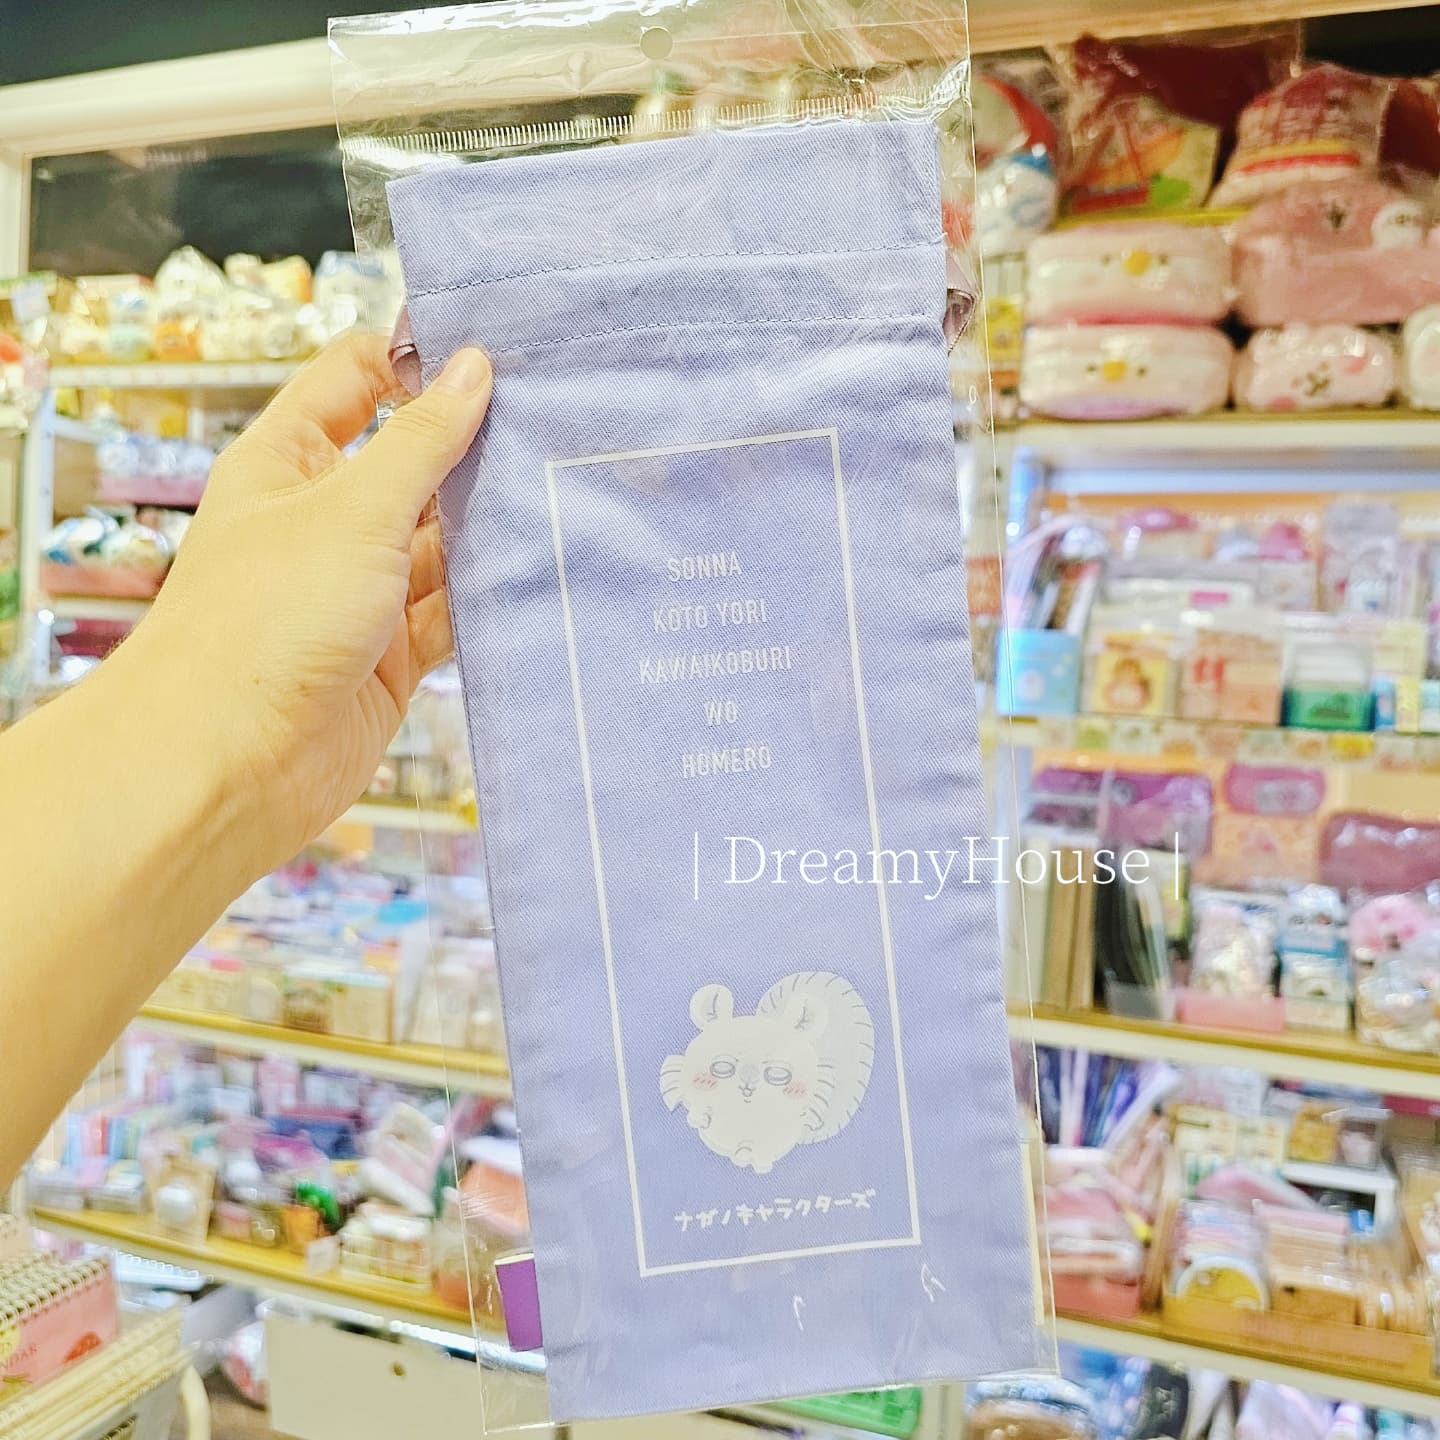 SONNA
KOTO YORI
KAWAIKOBURI
WO
HOMERO
| DreamyHouse |
ナガノキャラクターズ